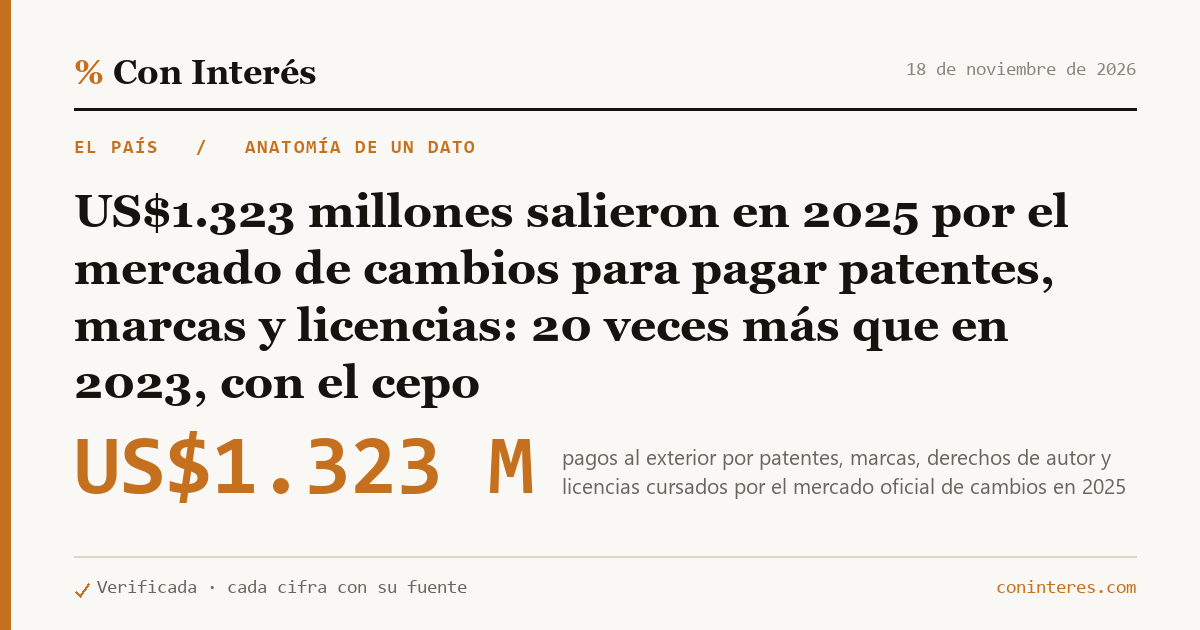 % Con Interés
18 de noviembre de 2026
EL PAÍS / ANATOMÍA DE UN DATO
US$1.323 millones salieron en 2025 por el
mercado de cambios para pagar patentes,
marcas y licencias: 20 veces más que en
2023, con el cepo
US$1.323 M
pagos al exterior por patentes, marcas, derechos de autor y
licencias cursados por el mercado oficial de cambios en 2025
✓ Verificada · cada cifra con su fuente
coninteres.com